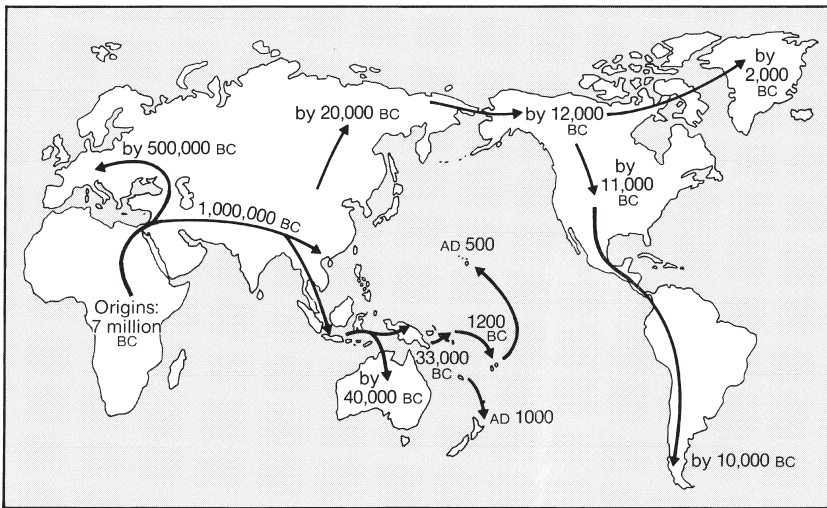 by
2,000
BC
by 20,000 BC
by 12,000
BC
by 500,000 BC
by
11,000
BC
1,000,000 BC
AD 500
Origins:
7 million
BC
1200
BC
33,000
BC
by
40,000 BC
AD 1000
by 10,000 BC